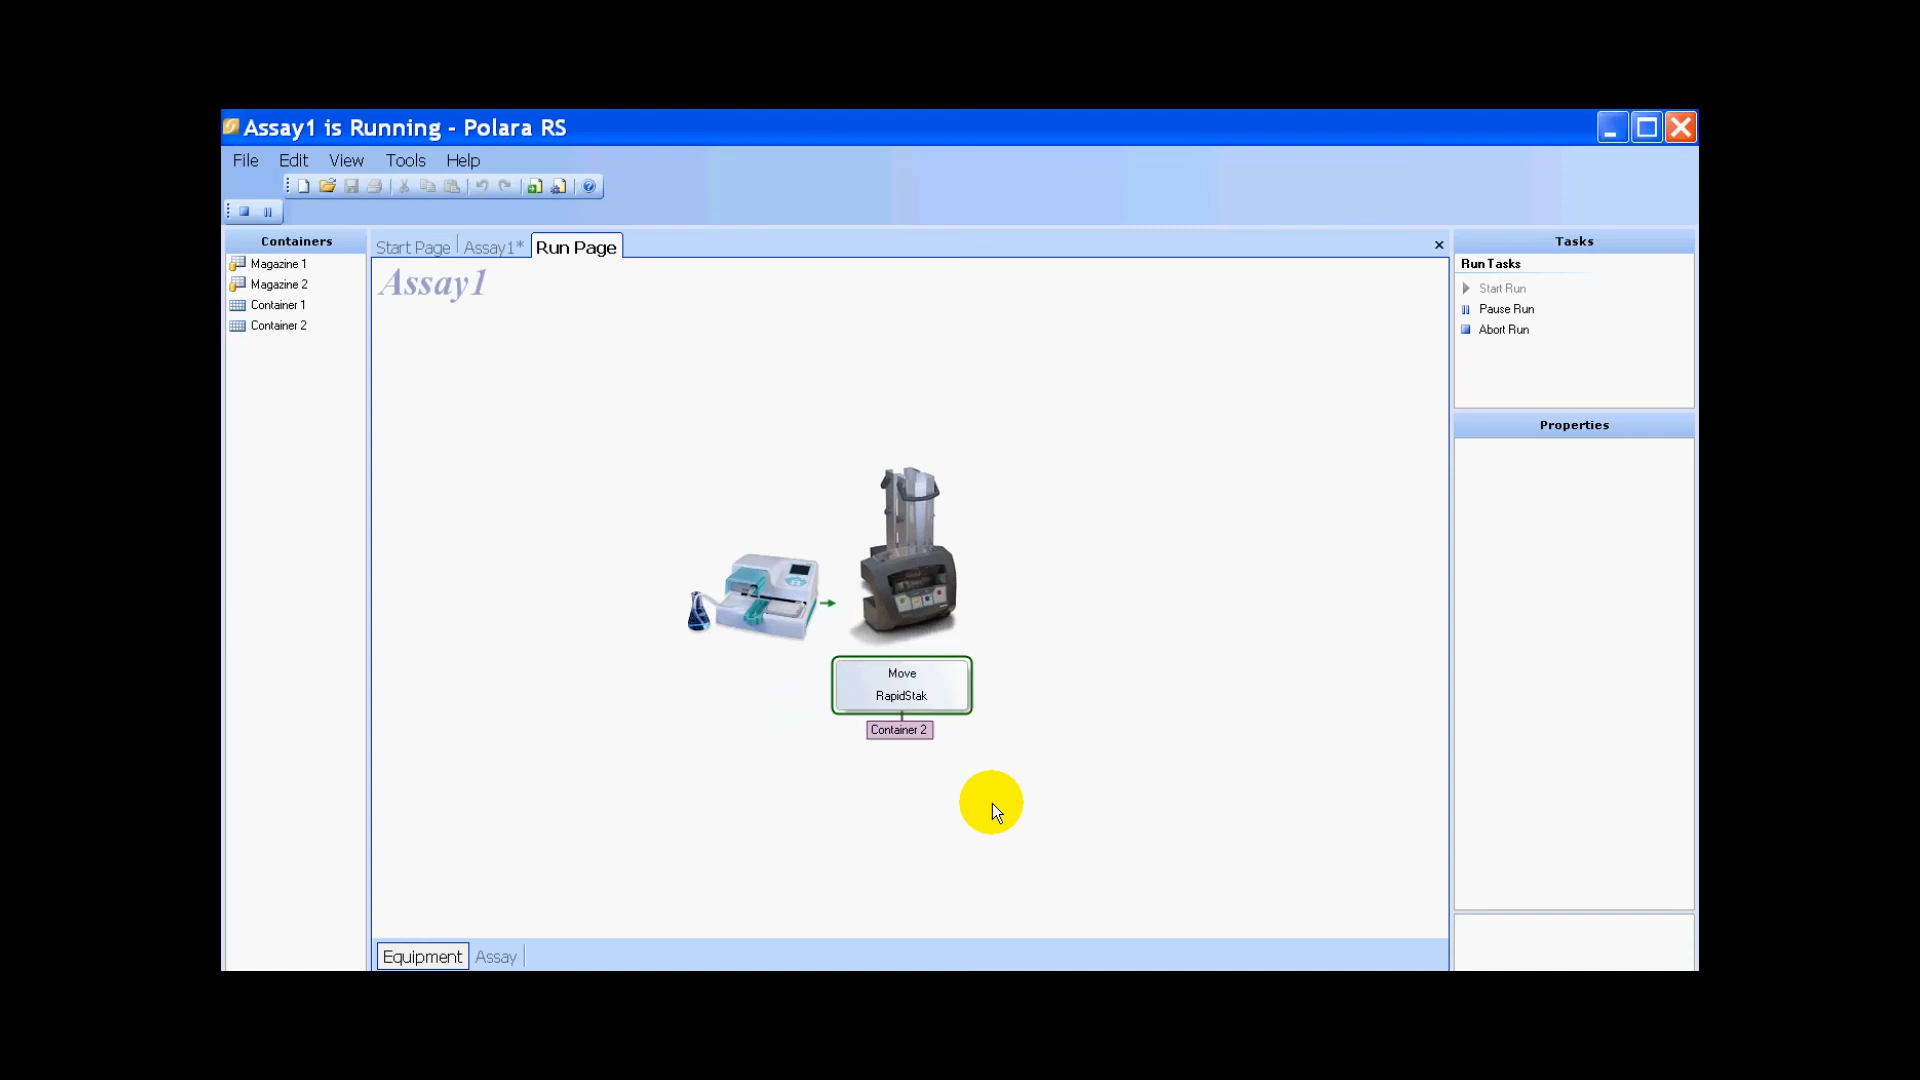 Assay1 is Running - Polara RS
File Edit View Tools Help
Containers
Magazine 1
Magazine 2
Container 1
Container 2
Start Page Assay1* Run Page
Assay1
Move
RapidStak
Container 2
Equipment Assay
Tasks
Run Tasks
Start Run
Pause Run
Abort Run
Properties